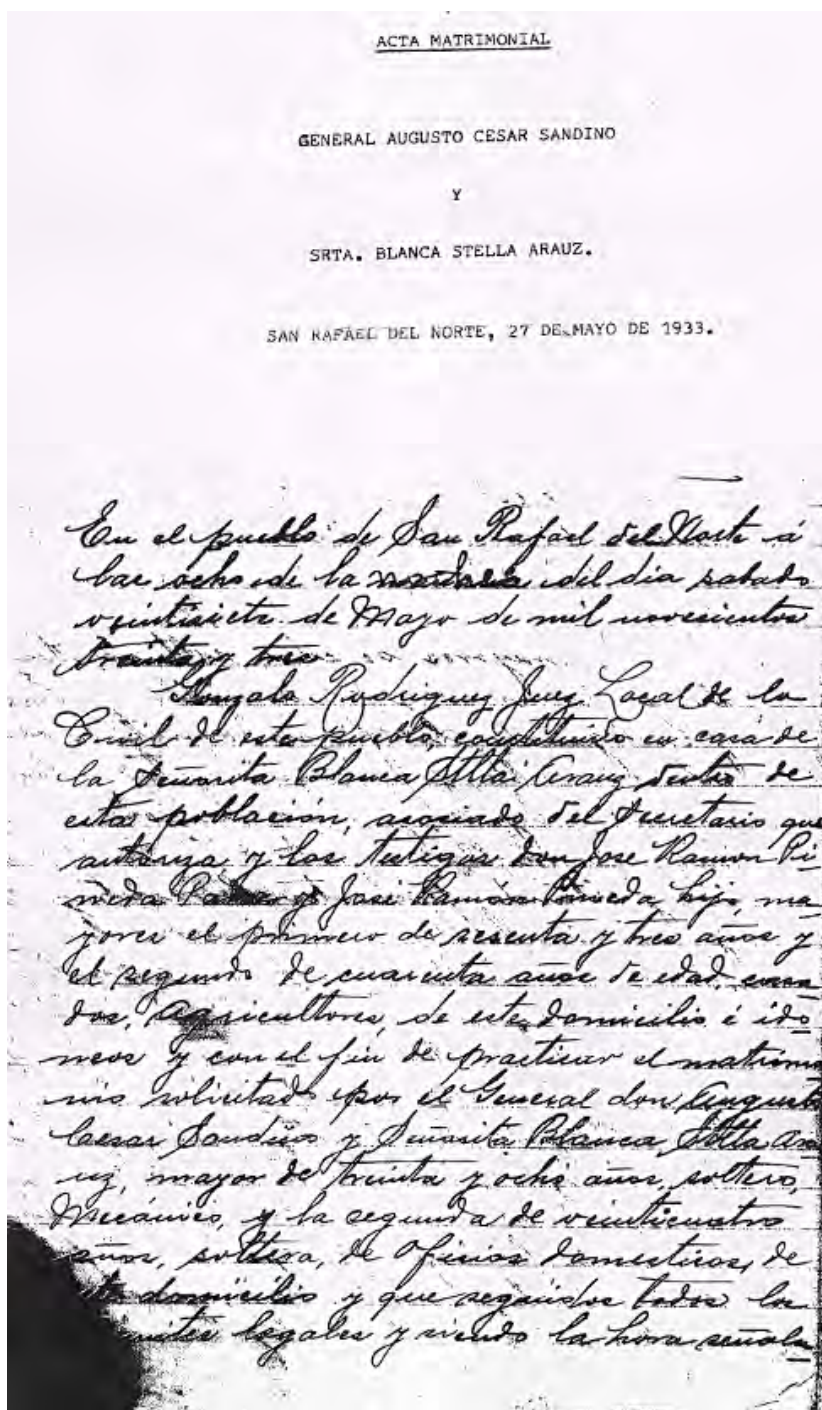 ACTA MATRIMONIAL
GENERAL AUGUSTO CESAR SANDINO
Y
SRTA. BLANCA STELLA ARAUZ.
SAN RAFAEL DEL NORTE, 27 DE MAYO DE 1933.
En el pueblo de San Rafael del Norte á
las ocho de la del día sabado
veintisiete de Mayo de mil novecientos
treinta y tres
Gonzalo Rodriguez Juez Local de lo
Civil de este pueblo, constituido en casa de
la Señorita Blanca Stella Arauz dentro de
esta población, asociado del Secretario que
autoriza y los testigos don Jose Ramon Pi
neda y José Ramón Pineda hijo, ma
yores el primero de sesenta y tres años y
el segundo de cuarenta años de edad, casa
dos, Agricultores, de este domicilio é ido
neos y con el fin de practicar el matrimo
nio solicitado por el General don Augusto
Cesar Sandino y Señorita Blanca Stella Ara
uz, mayor de treinta y ocho años, soltero,
Mecánico, y la segunda de veinticuatro
años, soltera, de oficios domesticos, de
domicilio y que seguidos todos los
legales y siendo la hora señala